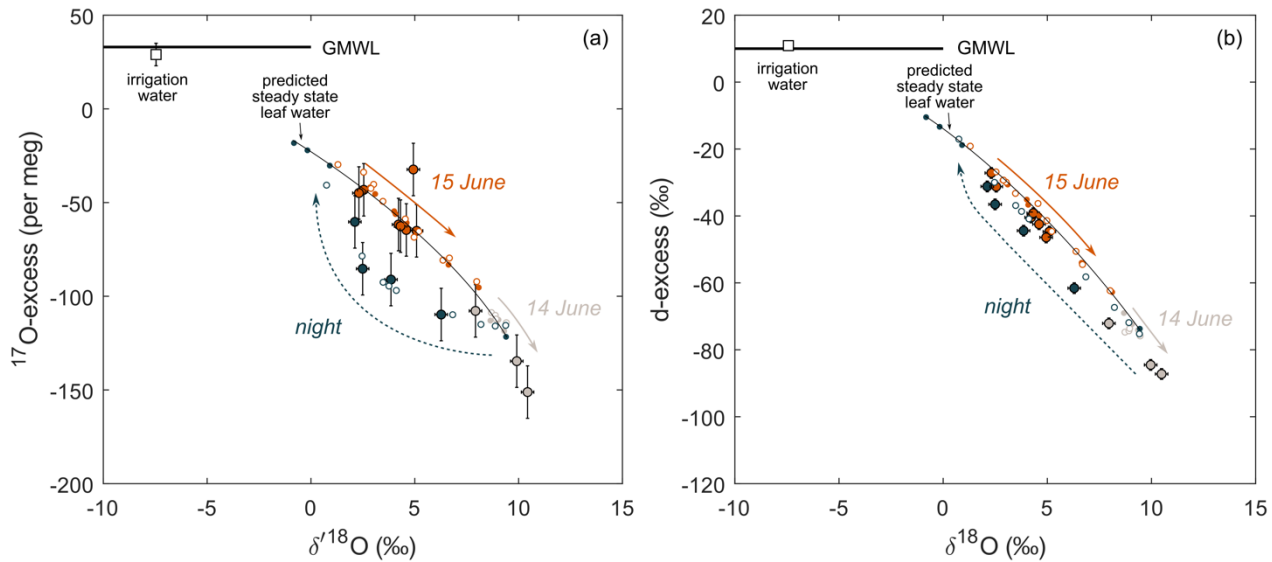 50
0
-50
-100
-150
-200
-10
-5
0
5
10
15
17O-excess (per meg)
δ′18O (‰)
(a)
GMWL
irrigation
water
predicted
steady state
leaf water
15 June
14 June
night
20
0
-20
-40
-60
-80
-100
-120
-10
-5
0
5
10
15
d-excess (‰)
δ18O (‰)
(b)
GMWL
irrigation
water
predicted
steady state
leaf water
15 June
14 June
night